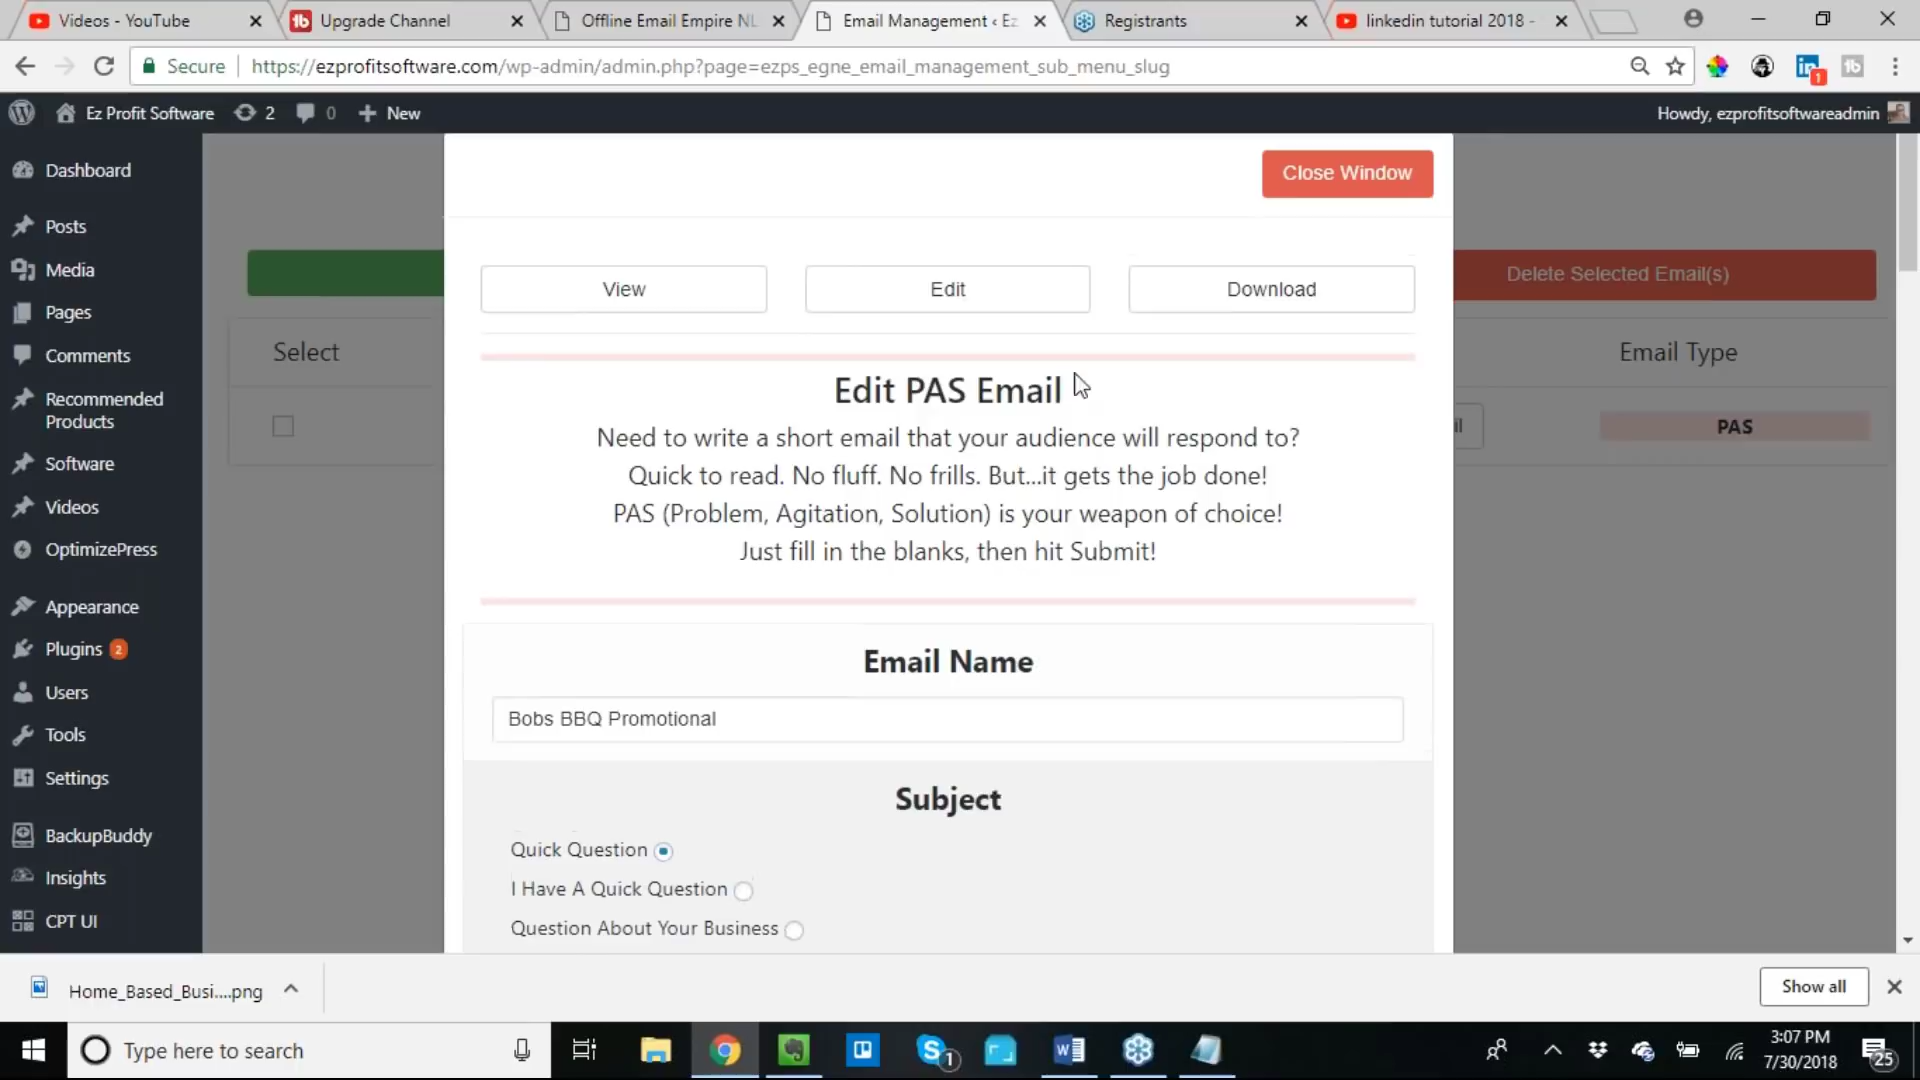 Videos - YouTube
Upgrade Channel
Offline Email Empire NL
Email Management ‹ Ez
Registrants
linkedin tutorial 2018 -
Secure
https://ezprofitsoftware.com/wp-admin/admin.php?page=ezps_egne_email_management_sub_menu_slug
1
Ez Profit Software
2
0
New
Howdy, ezprofitsoftwareadmin
Dashboard
Posts
Media
Pages
Comments
Recommended
Products
Software
Videos
OptimizePress
Appearance
Plugins 2
Users
Tools
Settings
BackupBuddy
Insights
CPT UI
Close Window
View
Edit
Download
Delete Selected Email(s)
Select
Email Type
PAS
Edit PAS Email
Need to write a short email that your audience will respond to?
Quick to read. No fluff. No frills. But...it gets the job done!
PAS (Problem, Agitation, Solution) is your weapon of choice!
Just fill in the blanks, then hit Submit!
Email Name
Bobs BBQ Promotional
Subject
Quick Question
I Have A Quick Question
Question About Your Business
Home_Based_Busi....png
Show all
Type here to search
1
3:07 PM
7/30/2018
25